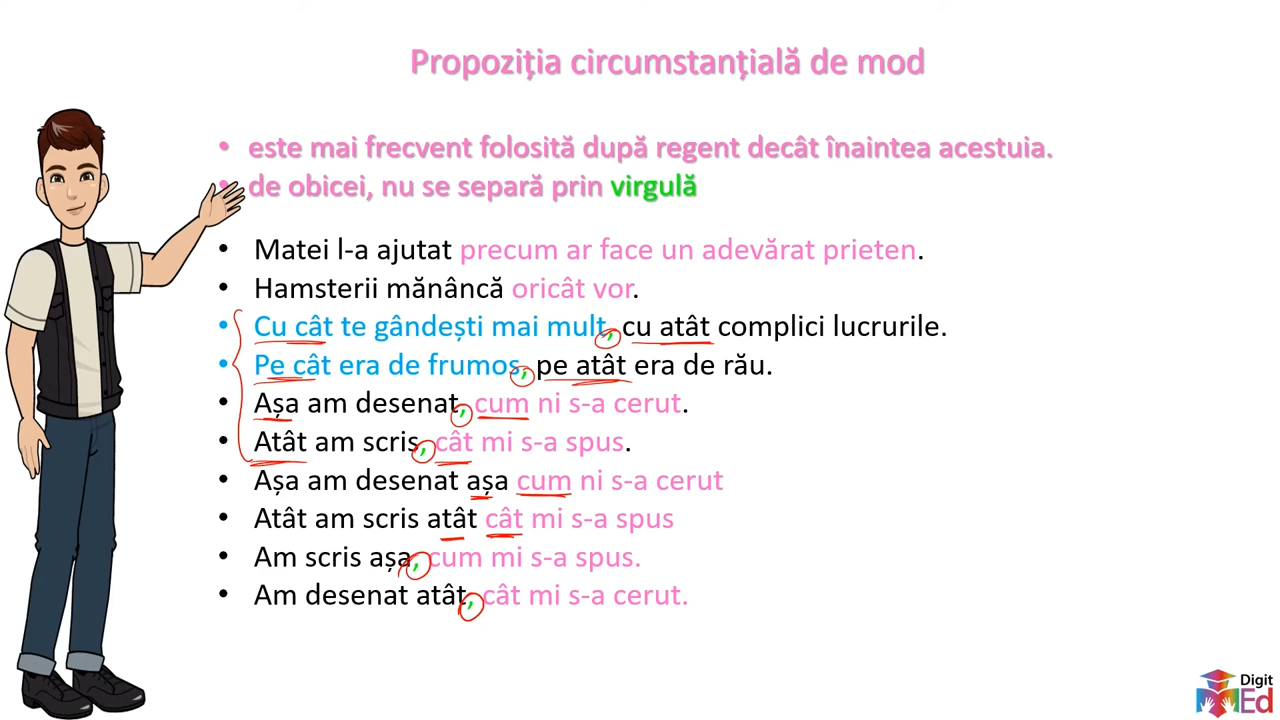 Propoziția circumstanțială de mod
• este mai frecvent folosită după regent decât înaintea acestuia.
• de obicei, nu se separă prin virgulă
• Matei l-a ajutat precum ar face un adevărat prieten.
• Hamsterii mănâncă oricât vor.
• Cu cât te gândești mai mult, cu atât complici lucrurile.
• Pe cât era de frumos, pe atât era de rău.
• Așa am desenat, cum ni s-a cerut.
• Atât am scris, cât mi s-a spus.
• Așa am desenat așa cum ni s-a cerut
• Atât am scris atât cât mi s-a spus
• Am scris așa, cum mi s-a spus.
• Am desenat atât, cât mi s-a cerut.
Digit
Ed